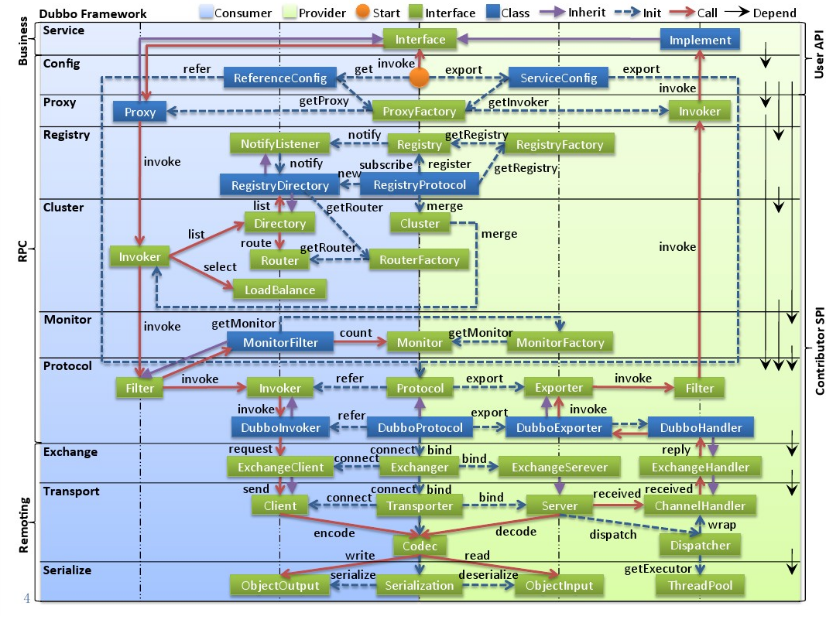 Dubbo Framework
Consumer Provider Start Interface Class Inherit Init Call Depend
Business
Service
Interface
Implement
User API
Config
invoke
refer
ReferenceConfig
get
export
ServiceConfig
export
invoke
RPC
Proxy
Proxy
getProxy
ProxyFactory
getInvoker
Invoker
Registry
NotifyListener
notify
Registry
getRegistry
RegistryFactory
invoke
notify
subscribe
register
getRegistry
RegistryDirectory
new
RegistryProtocol
Cluster
list
getRouter
merge
Directory
Cluster
list
merge
route
getRouter
invoke
Invoker
Router
RouterFactory
select
LoadBalance
Contributor SPI
Monitor
invoke
getMonitor
MonitorFilter
count
Monitor
getMonitor
MonitorFactory
Protocol
Filter
invoke
Invoker
refer
Protocol
export
Exporter
invoke
Filter
invoke
refer
export
invoke
DubboInvoker
DubboProtocol
DubboExporter
DubboHandler
Remoting
Exchange
request
connect
bind
reply
ExchangeClient
connect
Exchanger
bind
ExchangeSerever
ExchangeHandler
Transport
send
connect
bind
received
received
Client
connect
Transporter
bind
Server
ChannelHandler
encode
decode
dispatch
wrap
Codec
Dispatcher
write
read
getExecutor
Serialize
ObjectOutput
serialize
Serialization
deserialize
ObjectInput
ThreadPool
4